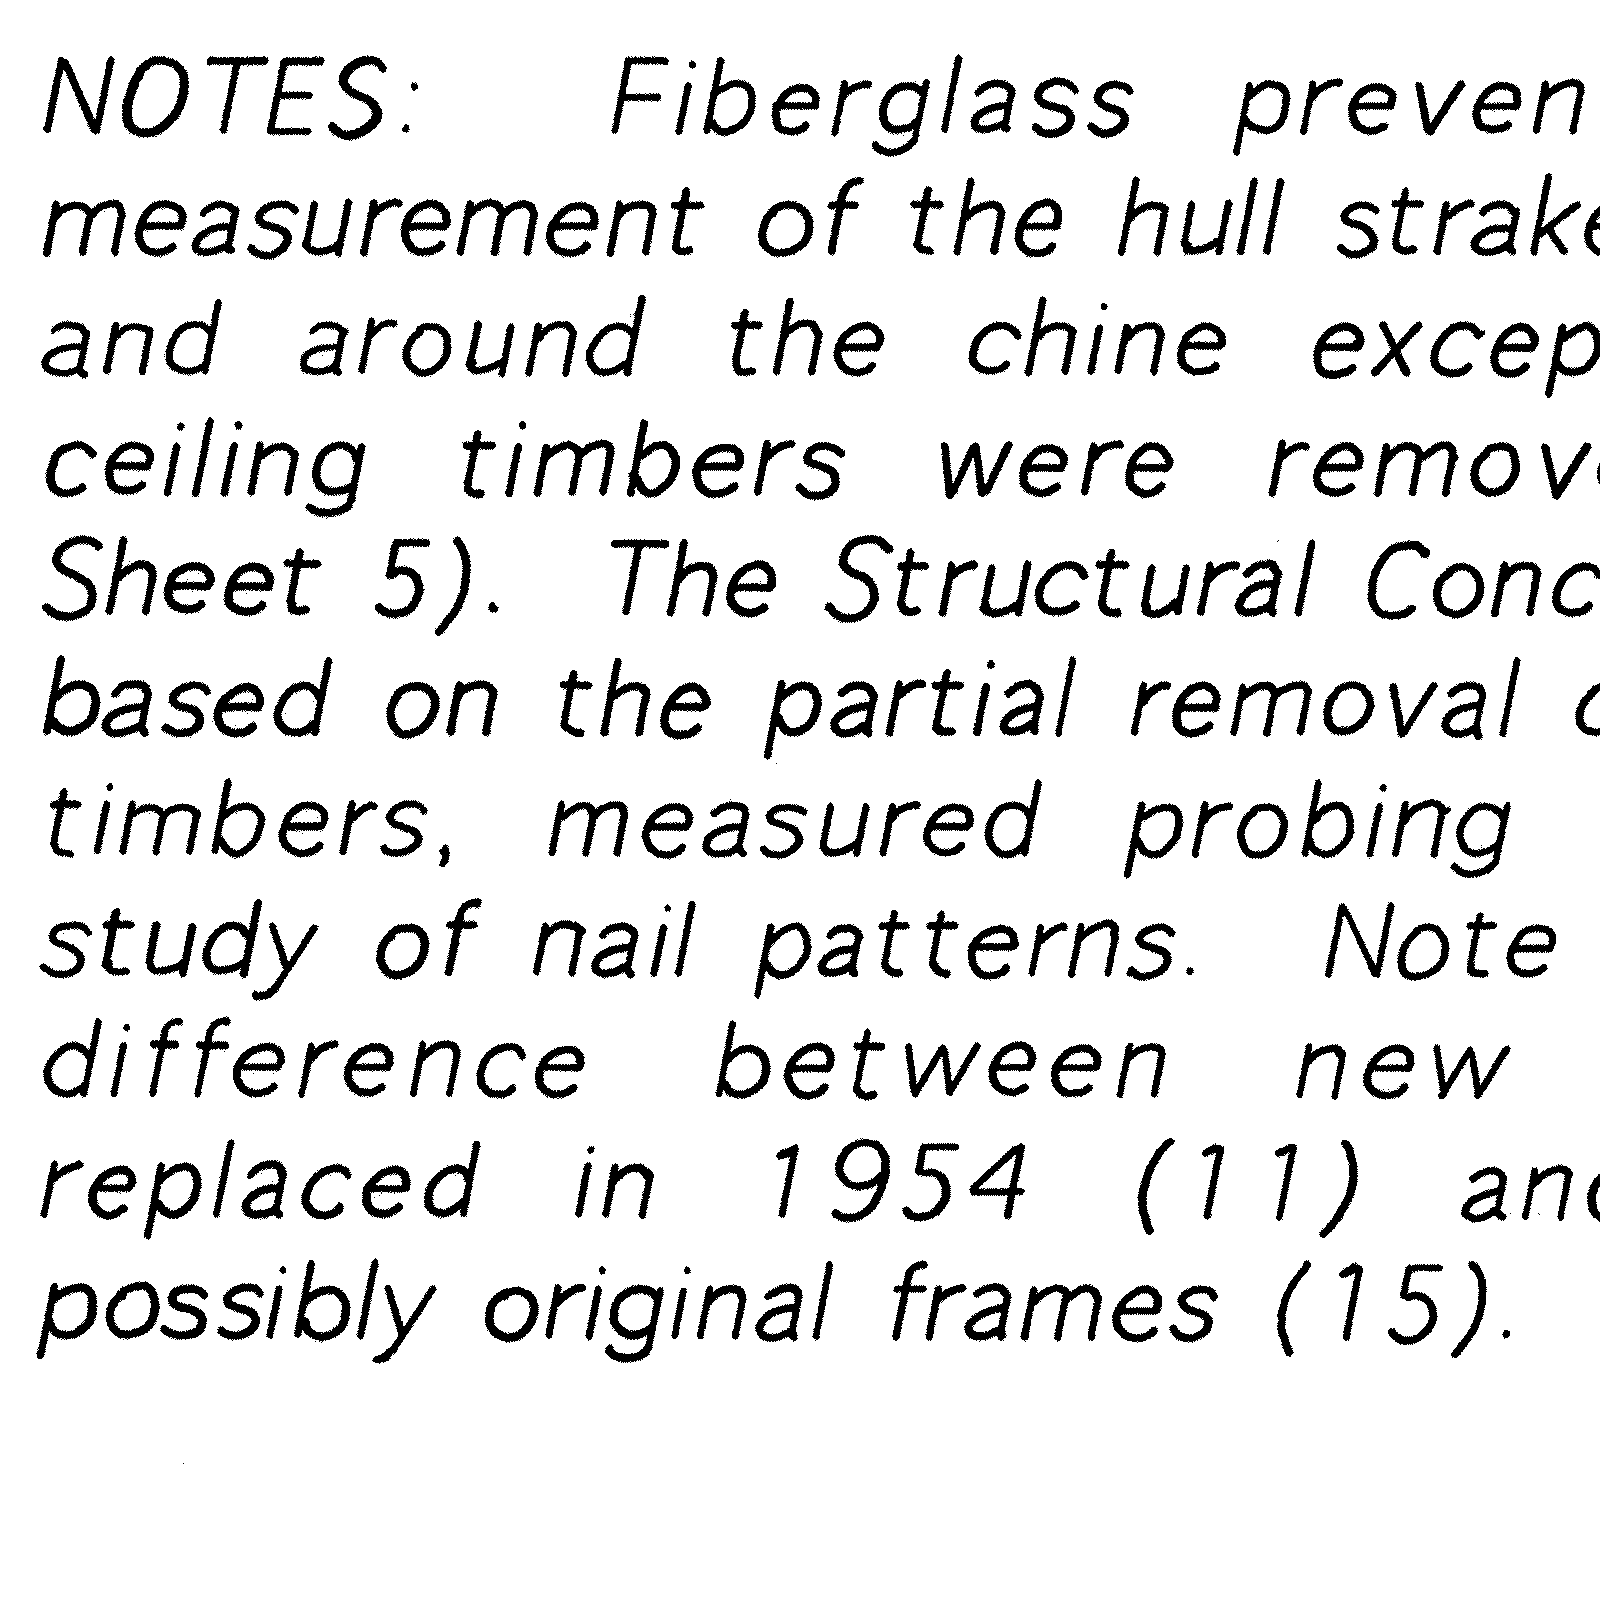 NOTES: Fiberglass preven
measurement of the hull strake
and around the chine excep
ceiling timbers were remov
Sheet 5). The Structural Conc
based on the partial removal
timbers, measured probing
study of nail patterns. Note
difference between new
replaced in 1954 (11) and
possibly original frames (15).